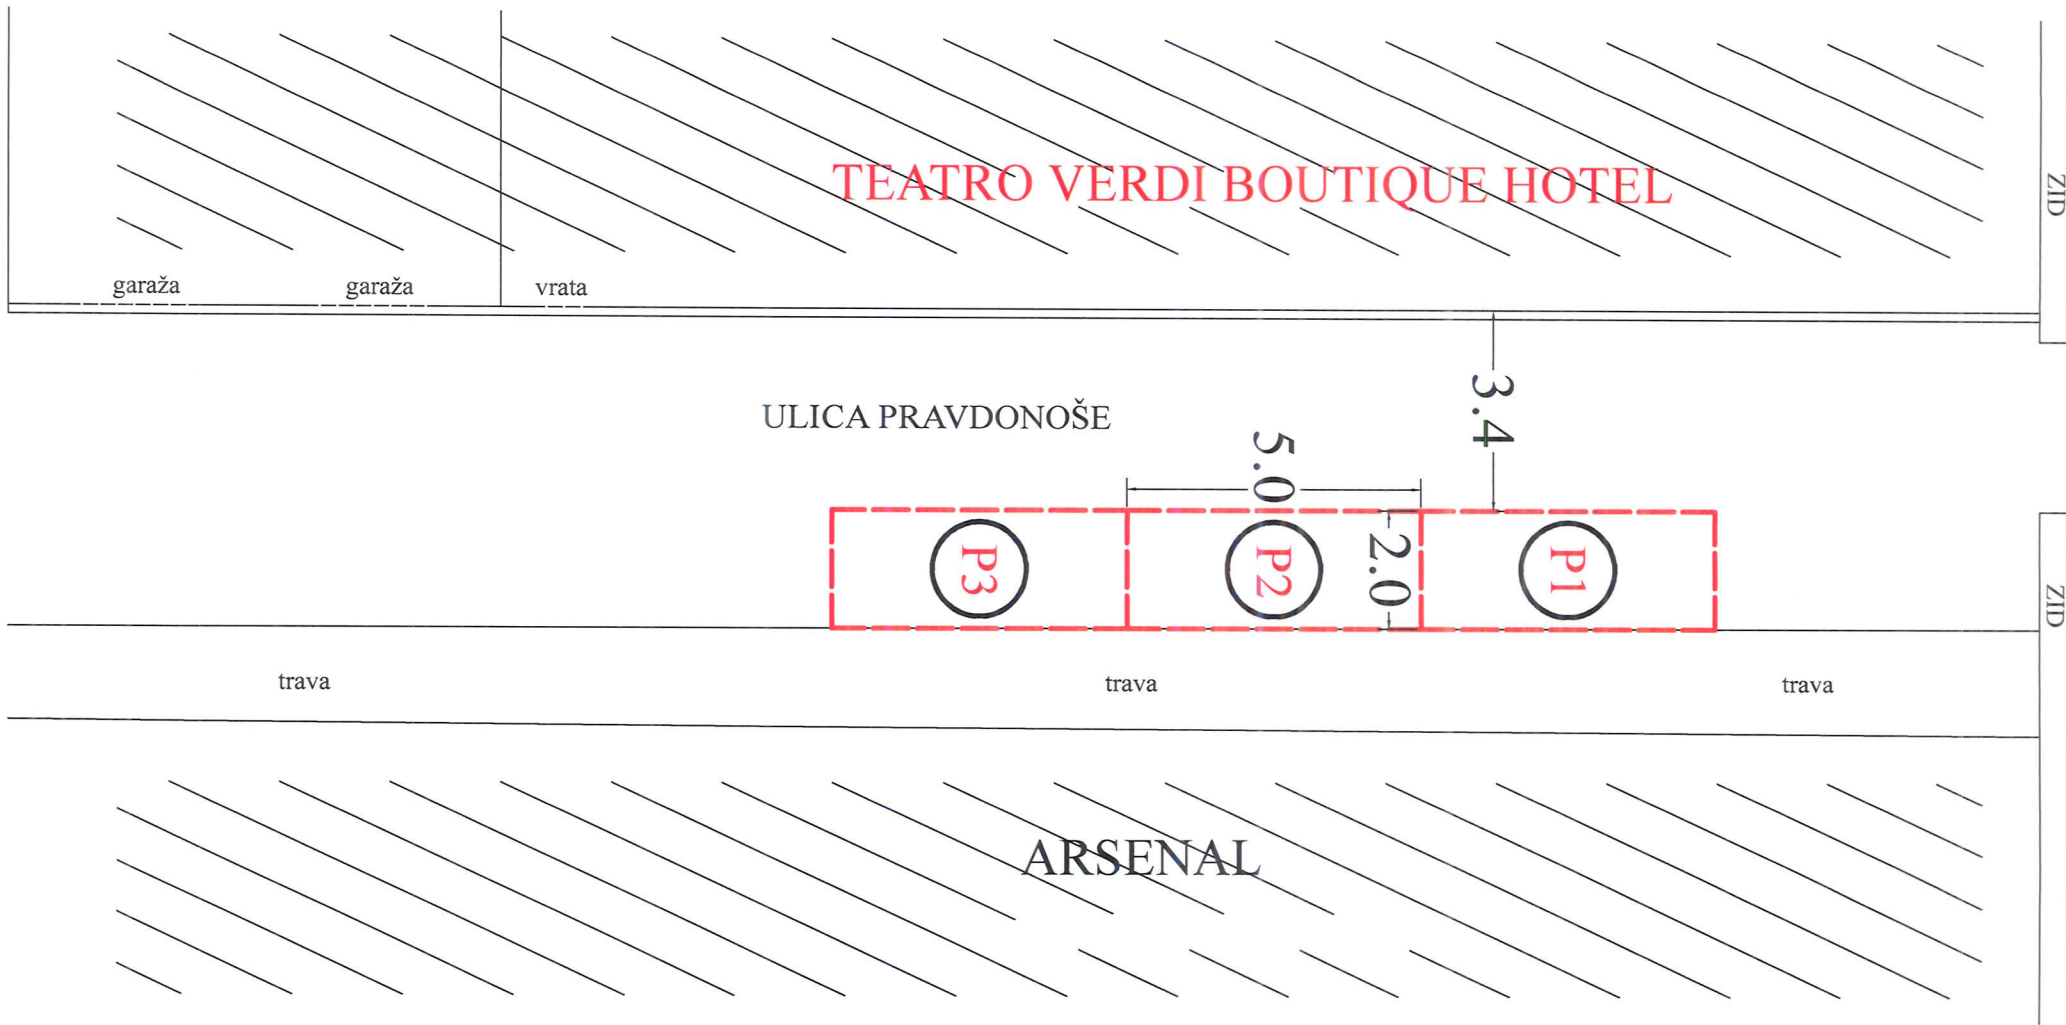 TEATRO VERDI BOUTIQUE HOTEL
ZID
garaža
garaža
vrata
ULICA PRAVDONOŠE
3.4
5.0
2.0
P3
P2
P1
ZID
trava
trava
trava
ARSENAL